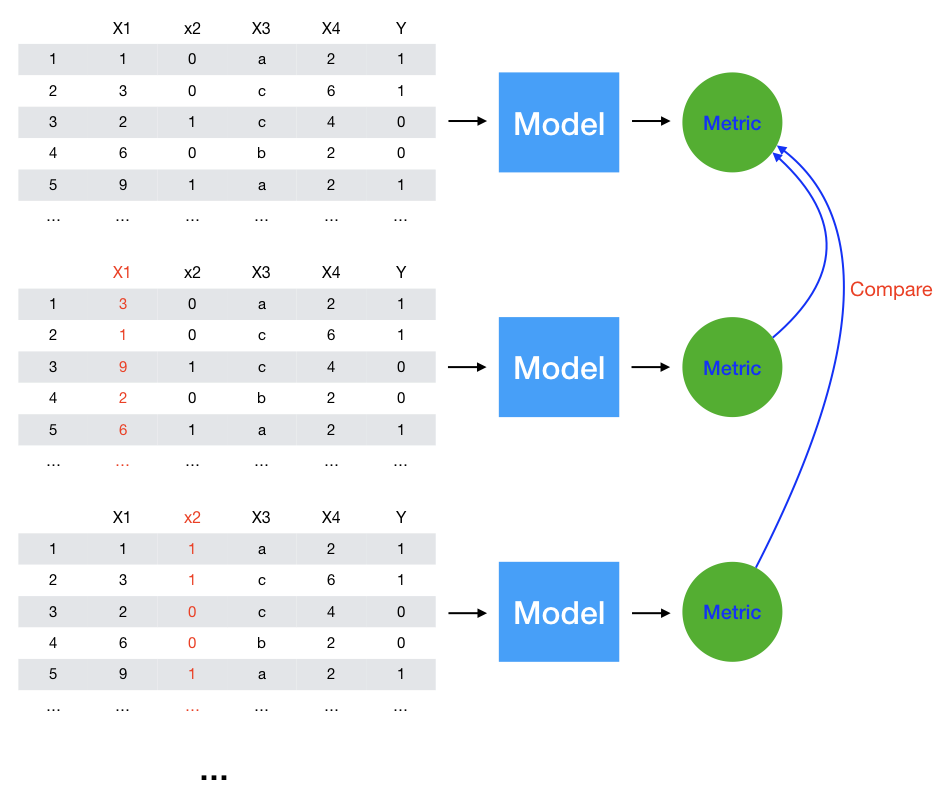 X1 x2 X3 X4 Y
1 1 0 a 2 1
2 3 0 c 6 1
3 2 1 c 4 0
4 6 0 b 2 0
5 9 1 a 2 1
... ... ... ... ... ...
Model
Metric
X1 x2 X3 X4 Y
1 3 0 a 2 1
2 1 0 c 6 1
3 9 1 c 4 0
4 2 0 b 2 0
5 6 1 a 2 1
... ... ... ... ... ...
Model
Metric
Compare
X1 x2 X3 X4 Y
1 1 1 a 2 1
2 3 1 c 6 1
3 2 0 c 4 0
4 6 0 b 2 0
5 9 1 a 2 1
... ... ... ... ... ...
Model
Metric
...